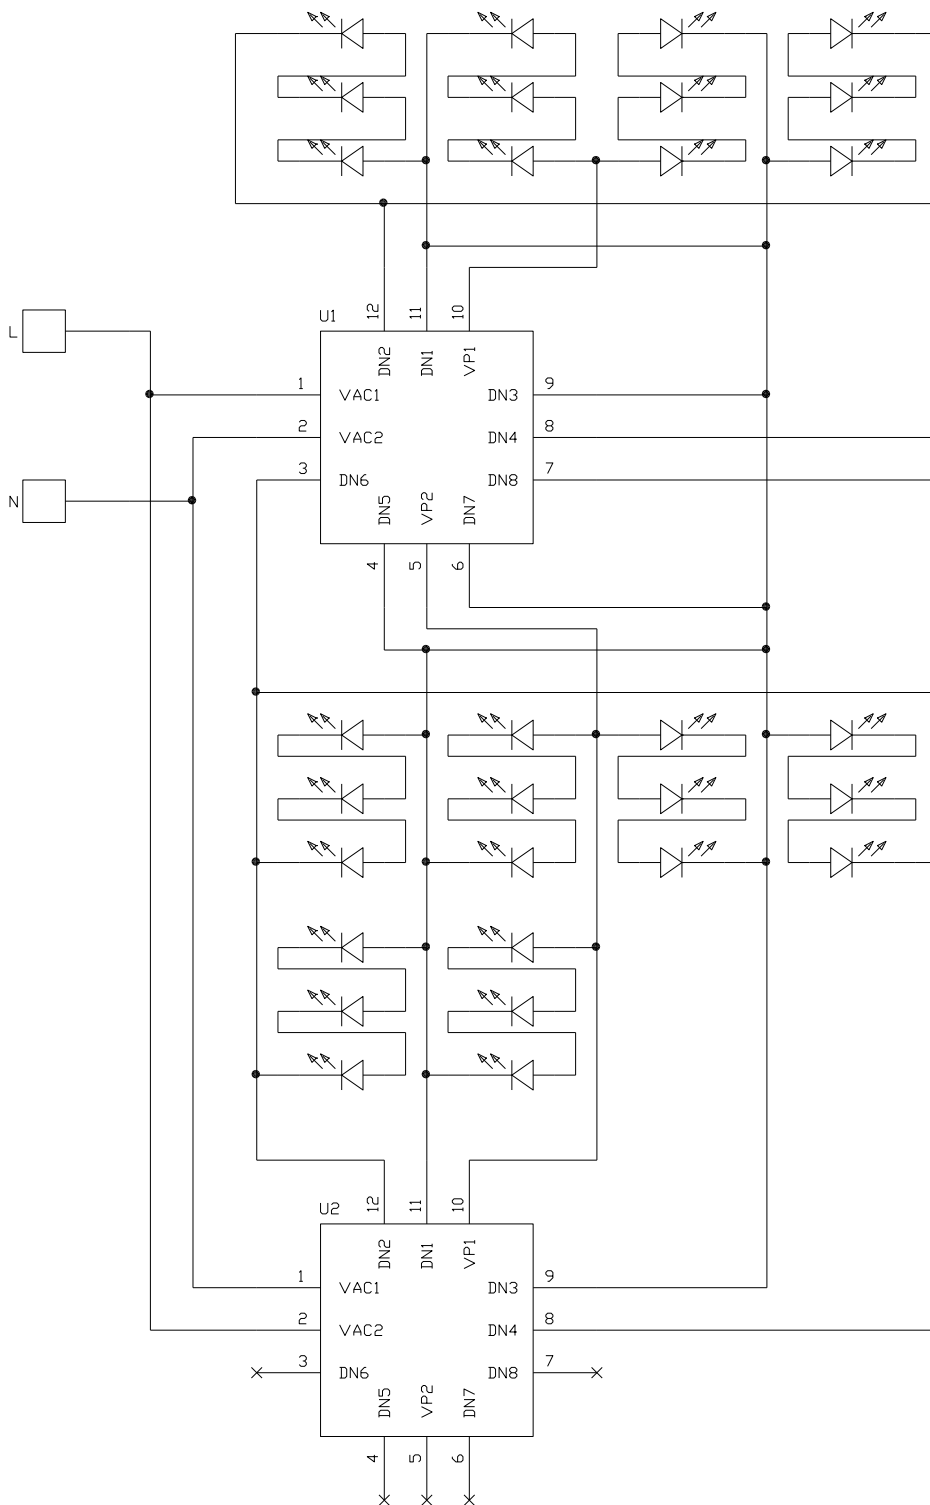 L
N
U1
12
11
10
DN2
DN1
VP1
1
VAC1
DN3
9
2
VAC2
DN4
8
3
DN6
DN8
7
DN5
VP2
DN7
4
5
6
U2
12
11
10
DN2
DN1
VP1
1
VAC1
DN3
9
2
VAC2
DN4
8
3
DN6
DN8
7
DN5
VP2
DN7
4
5
6